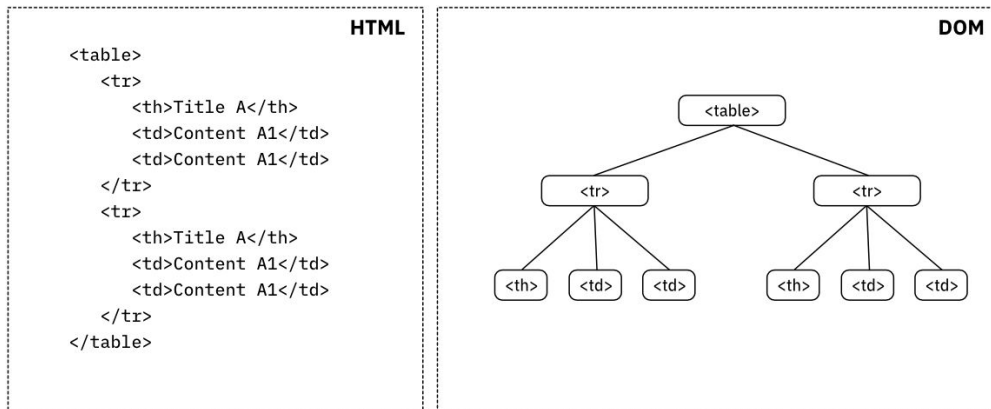 HTML
<table>
<tr>
<th>Title A</th>
<td>Content A1</td>
<td>Content A1</td>
</tr>
<tr>
<th>Title A</th>
<td>Content A1</td>
<td>Content A1</td>
</tr>
</table>
DOM
<table>
<tr> <tr>
<th> <td> <td> <th> <td> <td>